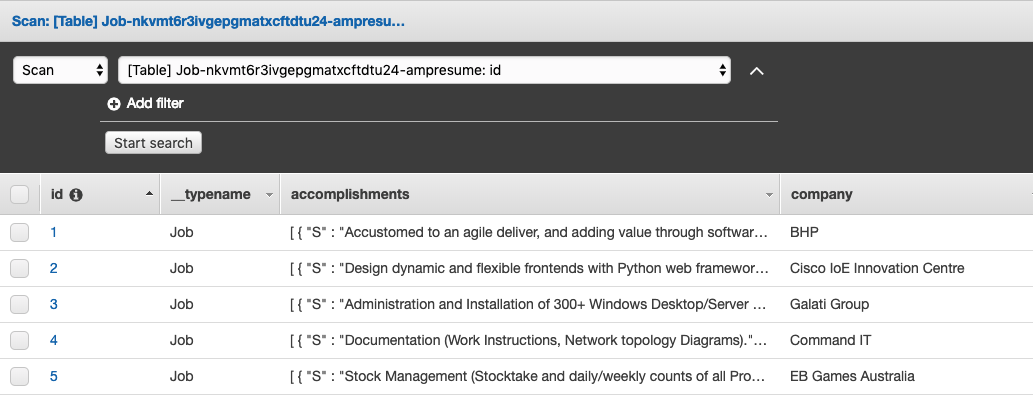 Scan: [Table] Job-nkvmt6r3ivgepgmatxcftdtu24-ampresu...
Scan [Table] Job-nkvmt6r3ivgepgmatxcftdtu24-ampresume: id
Add filter
Start search
id __typename accomplishments company
1 Job [ { "S" : "Accustomed to an agile deliver, and adding value through softwar... BHP
2 Job [ { "S" : "Design dynamic and flexible frontends with Python web framewor... Cisco IoE Innovation Centre
3 Job [ { "S" : "Administration and Installation of 300+ Windows Desktop/Server ... Galati Group
4 Job [ { "S" : "Documentation (Work Instructions, Network topology Diagrams)."... Command IT
5 Job [ { "S" : "Stock Management (Stocktake and daily/weekly counts of all Pro... EB Games Australia